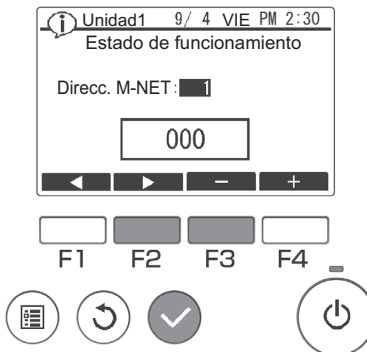 Unidad1 9/ 4 VIE PM 2:30
Estado de funcionamiento
Direcc. M-NET: 1
000
− +
F1 F2 F3 F4